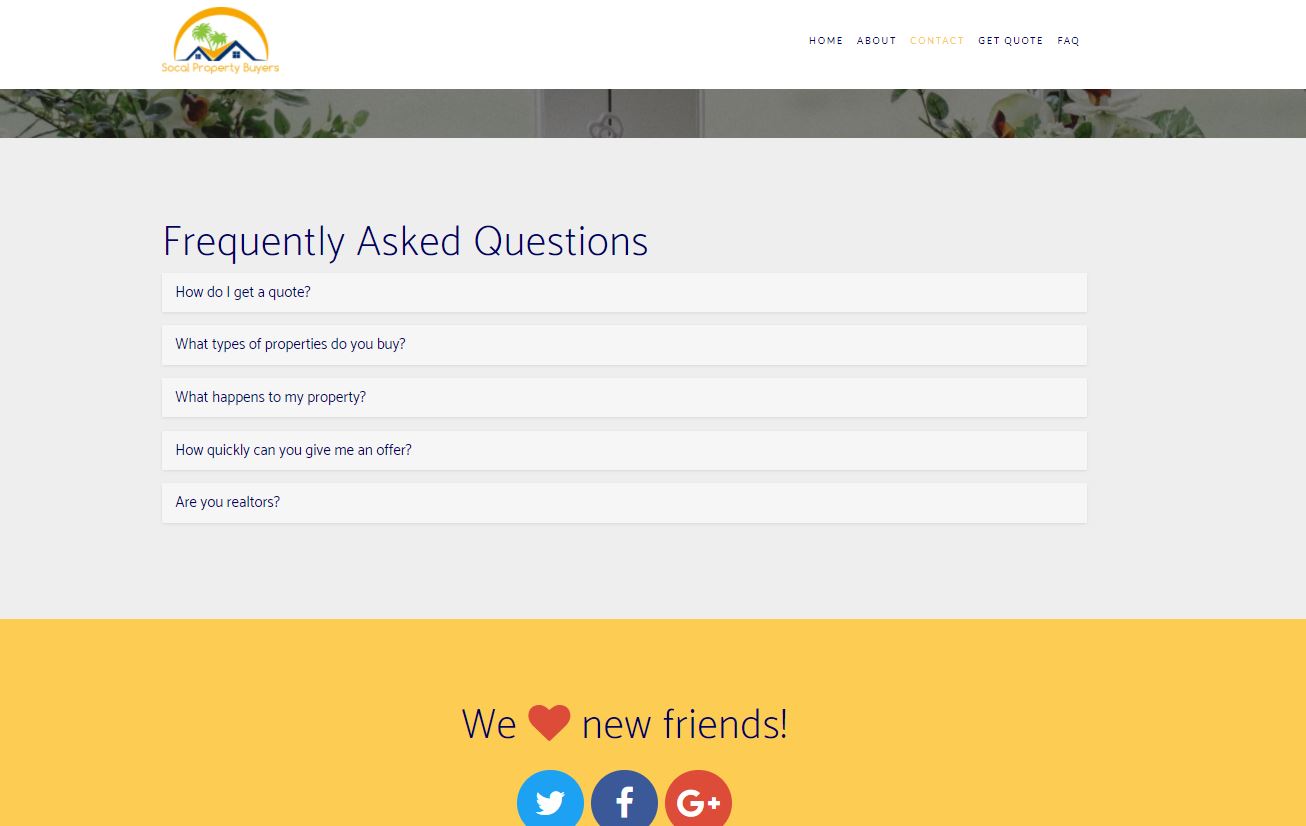 Socal Property Buyers
HOME ABOUT CONTACT GET QUOTE FAQ
Frequently Asked Questions
How do I get a quote?
What types of properties do you buy?
What happens to my property?
How quickly can you give me an offer?
Are you realtors?
We new friends!
f G+